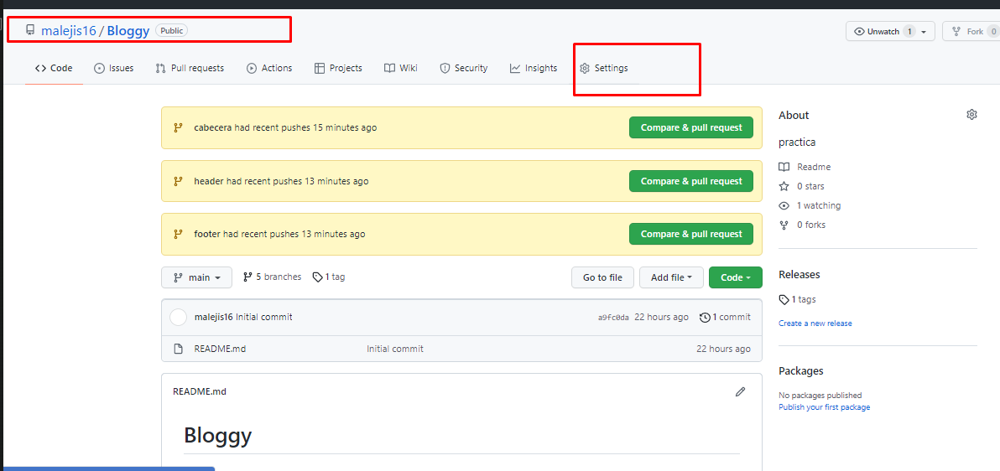 malejis16 / Bloggy Public
Unwatch 1 Fork 0
Code Issues Pull requests Actions Projects Wiki Security Insights Settings
cabecera had recent pushes 15 minutes ago Compare & pull request
header had recent pushes 13 minutes ago Compare & pull request
footer had recent pushes 13 minutes ago Compare & pull request
main 5 branches 1 tag Go to file Add file Code
malejis16 Initial commit a9fc0da 22 hours ago 1 commit
README.md Initial commit 22 hours ago
README.md
Bloggy
About
practica
Readme
0 stars
1 watching
0 forks
Releases
1 tags
Create a new release
Packages
No packages published
Publish your first package